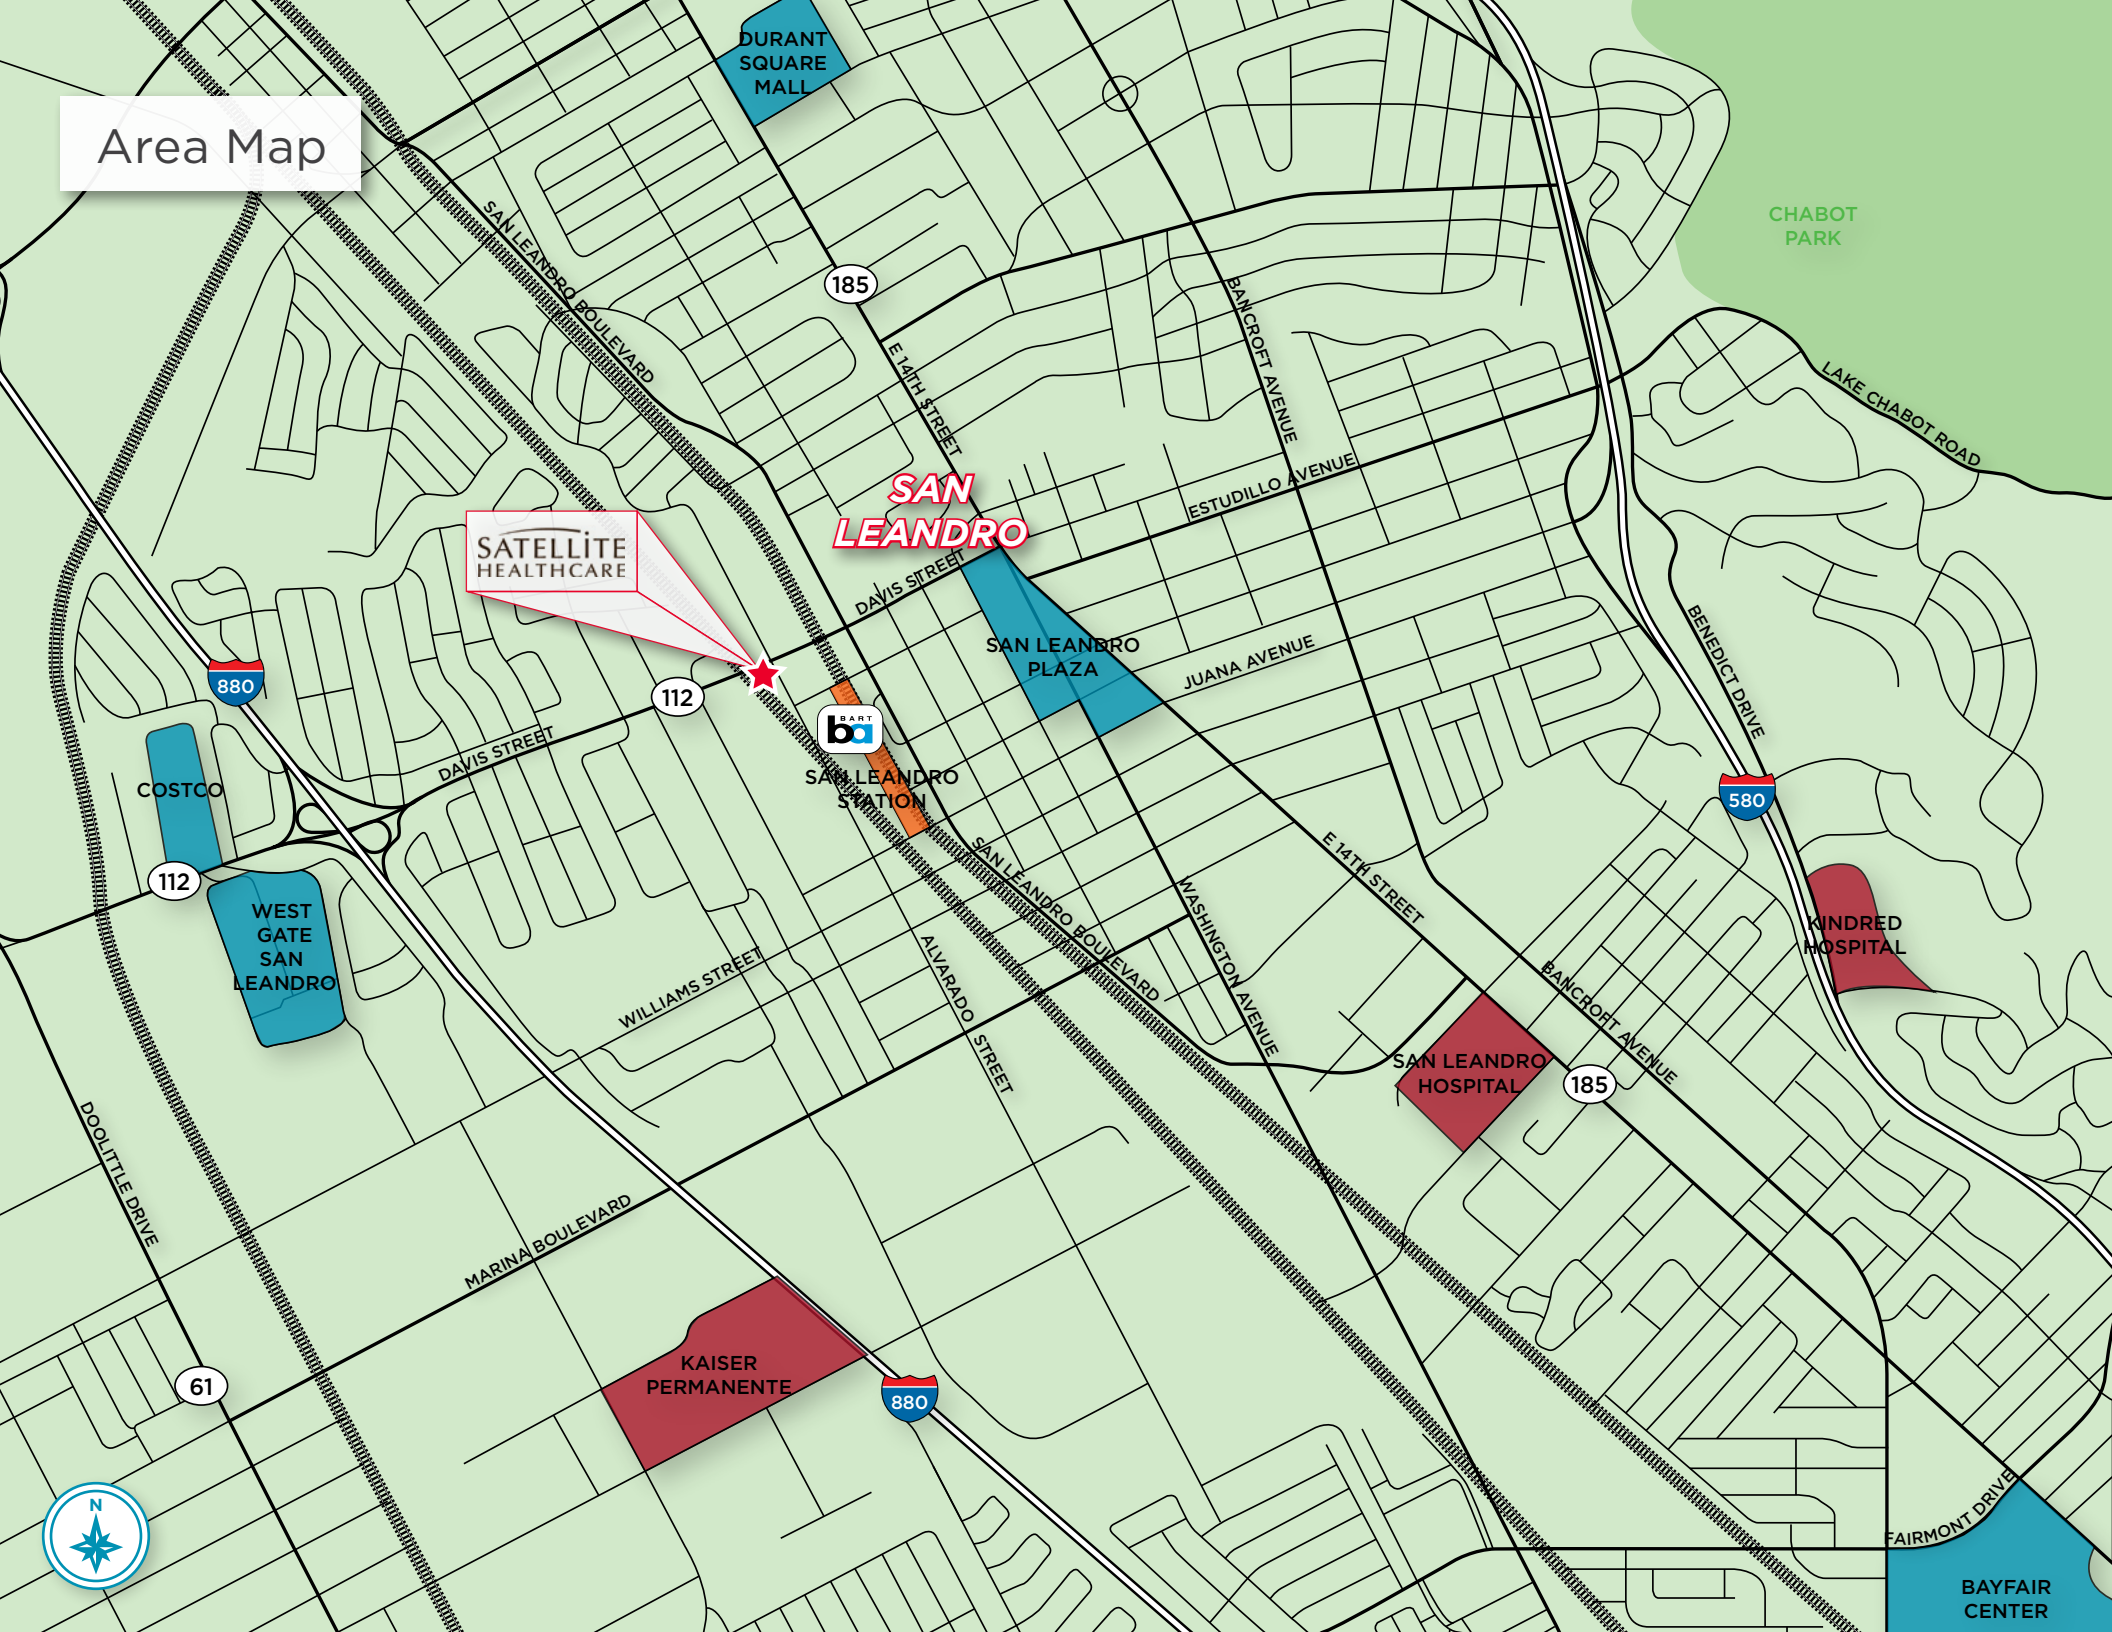 DURANT
SQUARE
MALL
Area Map
CHABOT
PARK
SAN LEANDRO BOULEVARD
185
BANCROFT AVENUE
E 14TH STREET
LAKE CHABOT ROAD
ESTUDILLO AVENUE
SAN
LEANDRO
SATELLITE
HEALTHCARE
DAVIS STREET
SAN LEANDRO
PLAZA
JUANA AVENUE
BENEDICT DRIVE
880
112
BART
ba
DAVIS STREET
SAN LEANDRO
STATION
COSTCO
580
112
E 14TH STREET
SAN LEANDRO BOULEVARD
WASHINGTON AVENUE
WEST
GATE
SAN
LEANDRO
KINDRED
HOSPITAL
WILLIAMS STREET
ALVARADO STREET
BANCROFT AVENUE
SAN LEANDRO
HOSPITAL
185
DOOLITTLE DRIVE
MARINA BOULEVARD
KAISER
PERMANENTE
61
880
N
FAIRMONT DRIVE
BAYFAIR
CENTER